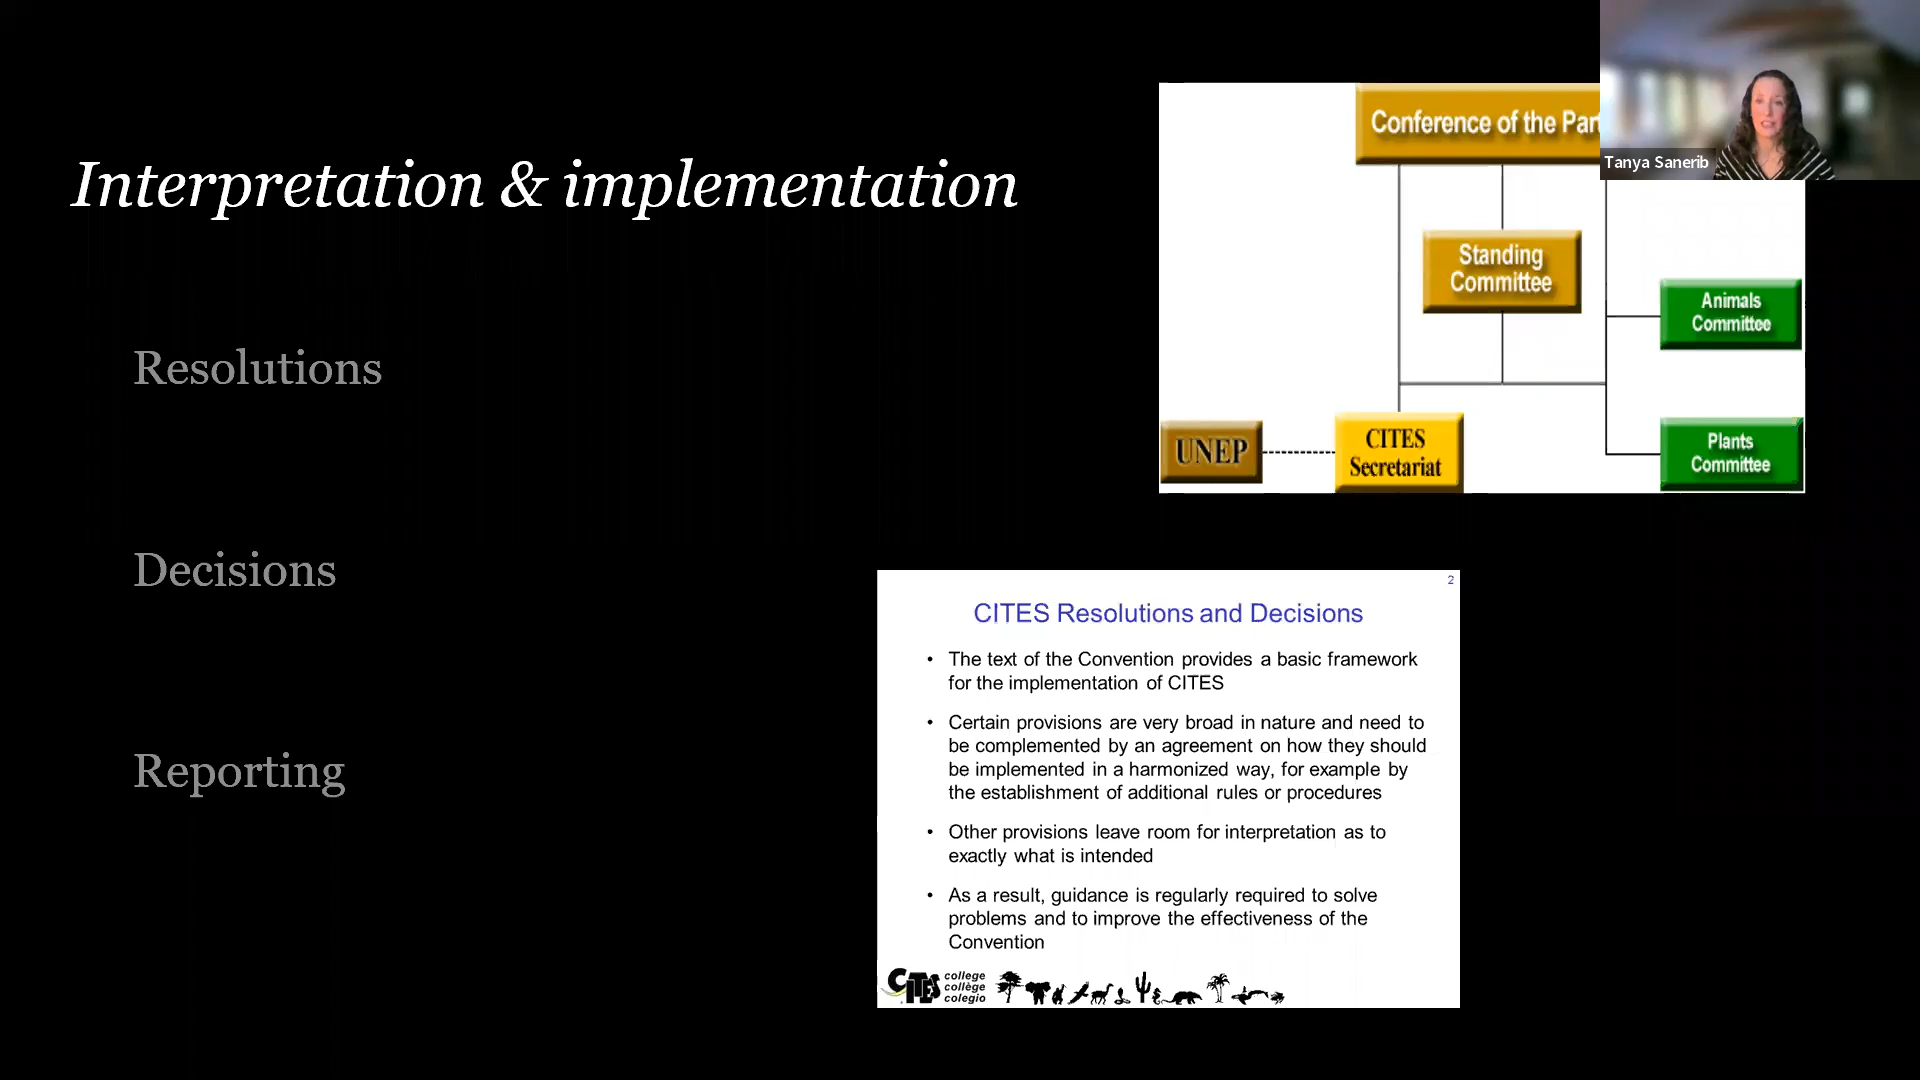 Interpretation & implementation
Resolutions
Decisions
Reporting
Conference of the Par
Tanya Sanerib
Standing
Committee
Animals
Committee
UNEP
CITES
Secretariat
Plants
Committee
2
CITES Resolutions and Decisions
• The text of the Convention provides a basic framework
for the implementation of CITES
• Certain provisions are very broad in nature and need to
be complemented by an agreement on how they should
be implemented in a harmonized way, for example by
the establishment of additional rules or procedures
• Other provisions leave room for interpretation as to
exactly what is intended
• As a result, guidance is regularly required to solve
problems and to improve the effectiveness of the
Convention
CITES
college
collège
colegio